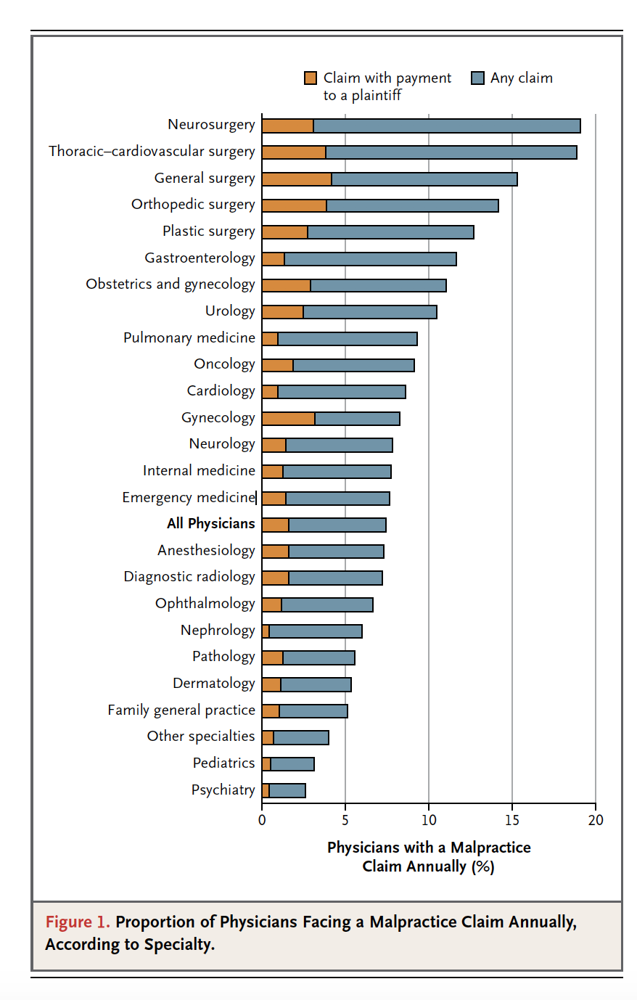 Claim with payment
to a plaintiff
Any claim
Neurosurgery
Thoracic–cardiovascular surgery
General surgery
Orthopedic surgery
Plastic surgery
Gastroenterology
Obstetrics and gynecology
Urology
Pulmonary medicine
Oncology
Cardiology
Gynecology
Neurology
Internal medicine
Emergency medicine
All Physicians
Anesthesiology
Diagnostic radiology
Ophthalmology
Nephrology
Pathology
Dermatology
Family general practice
Other specialties
Pediatrics
Psychiatry
0 5 10 15 20
Physicians with a Malpractice
Claim Annually (%)
Figure 1. Proportion of Physicians Facing a Malpractice Claim Annually,
According to Specialty.